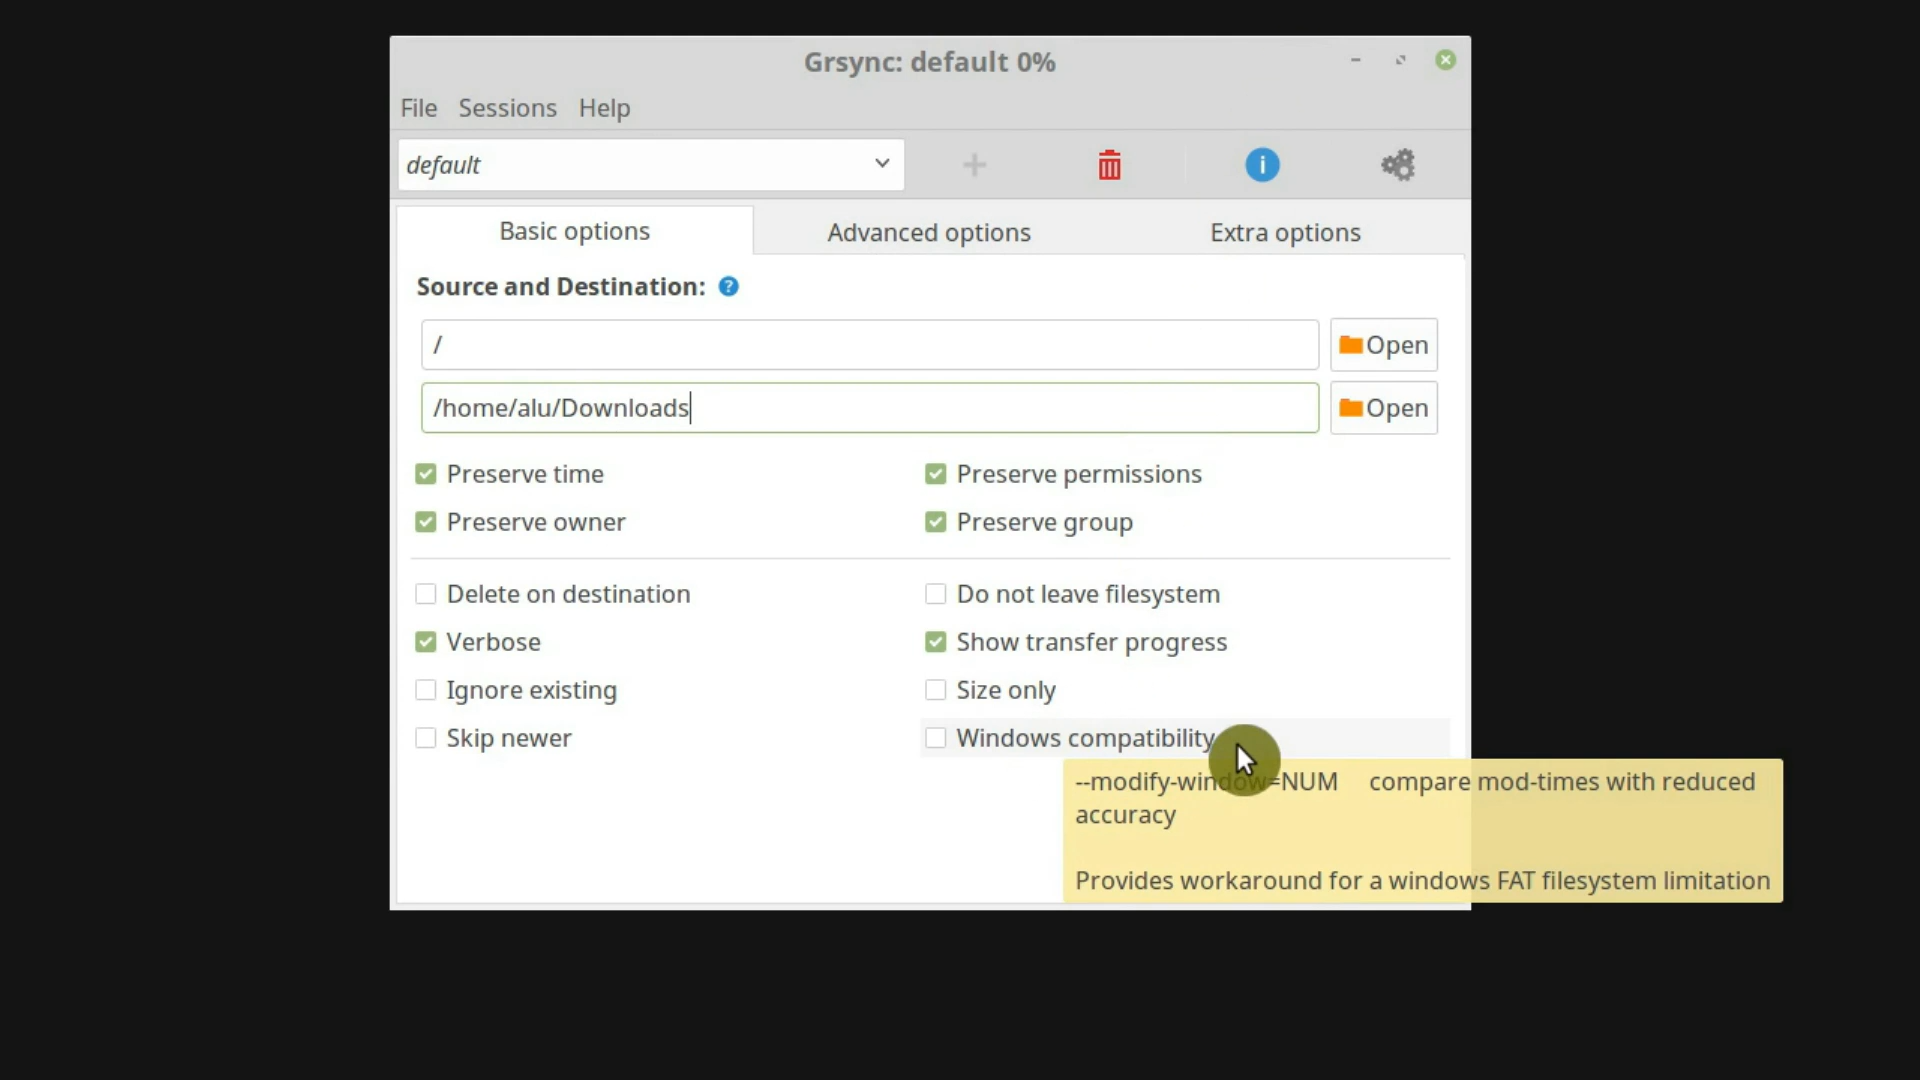 Grsync: default 0%
File Sessions Help
default
Basic options Advanced options Extra options
Source and Destination:
/ Open
/home/alu/Downloads Open
Preserve time Preserve permissions
Preserve owner Preserve group
Delete on destination Do not leave filesystem
Verbose Show transfer progress
Ignore existing Size only
Skip newer Windows compatibility
--modify-window=NUM compare mod-times with reduced
accuracy
Provides workaround for a windows FAT filesystem limitation